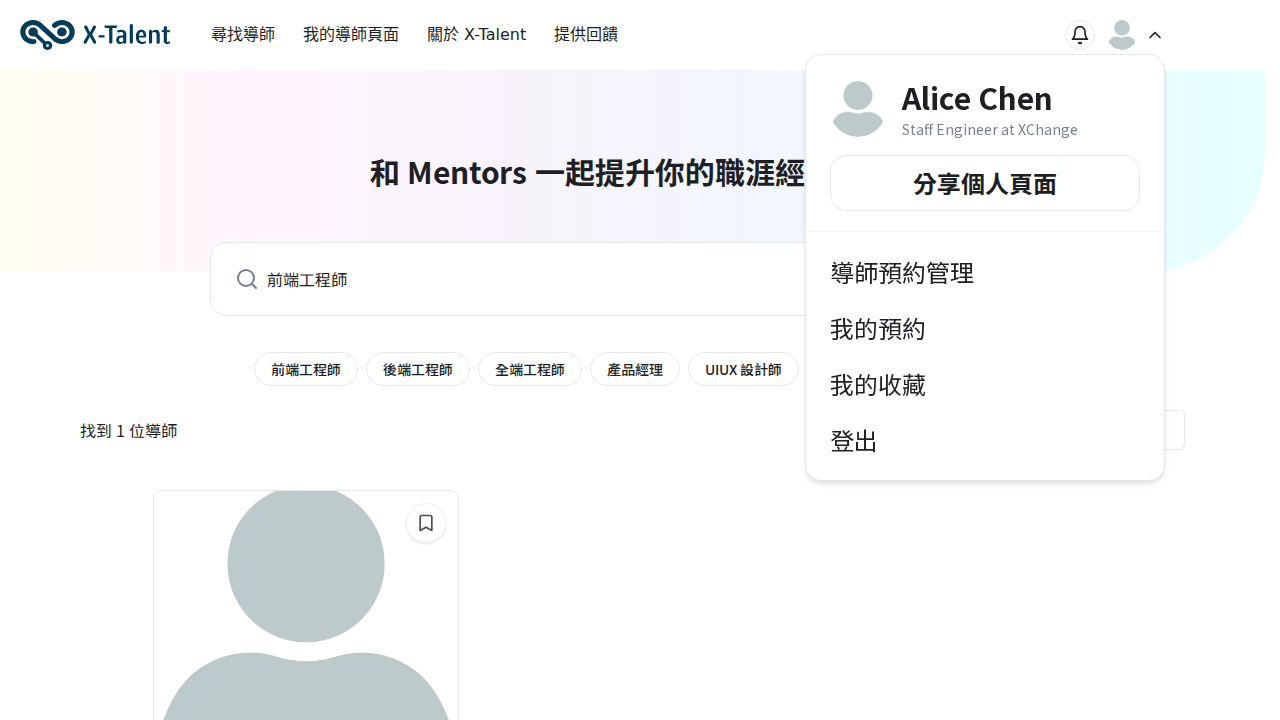 X-Talent
尋找導師
我的導師頁面
關於 X-Talent
提供回饋
Alice Chen
Staff Engineer at XChange
分享個人頁面
導師預約管理
我的預約
我的收藏
登出
和 Mentors 一起提升你的職涯經
前端工程師
前端工程師
後端工程師
全端工程師
產品經理
UIUX 設計師
找到 1 位導師